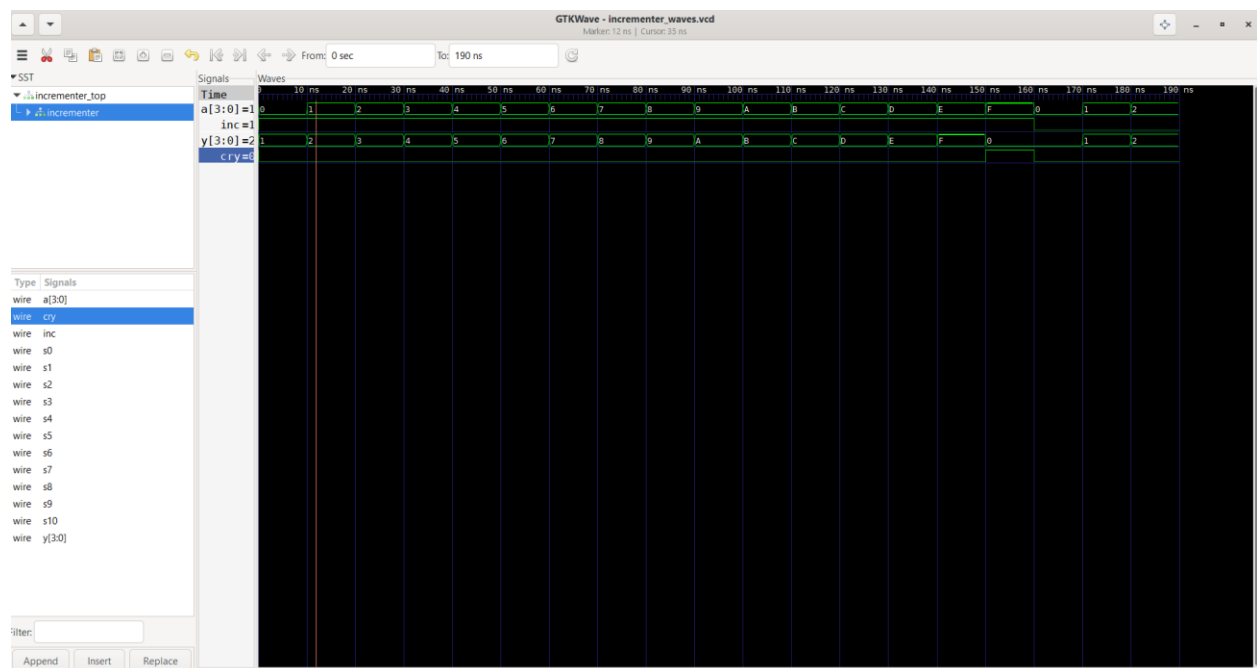 GTKWave - incrementer_waves.vcd
Marker: 12 ns | Cursor: 35 ns
From: 0 sec To: 190 ns
SST
incrementer_top
incrementer
Type Signals
wire a[3:0]
wire cry
wire inc
wire s0
wire s1
wire s2
wire s3
wire s4
wire s5
wire s6
wire s7
wire s8
wire s9
wire s10
wire y[3:0]
Filter:
Append Insert Replace
Signals Waves
Time 0 10 ns 20 ns 30 ns 40 ns 50 ns 60 ns 70 ns 80 ns 90 ns 100 ns 110 ns 120 ns 130 ns 140 ns 150 ns 160 ns 170 ns 180 ns 190 ns
a[3:0]=1 0 1 2 3 4 5 6 7 8 9 A B C D E F 0 1 2
inc=1
y[3:0]=2 1 2 3 4 5 6 7 8 9 A B C D E F 0 1 2
cry=0